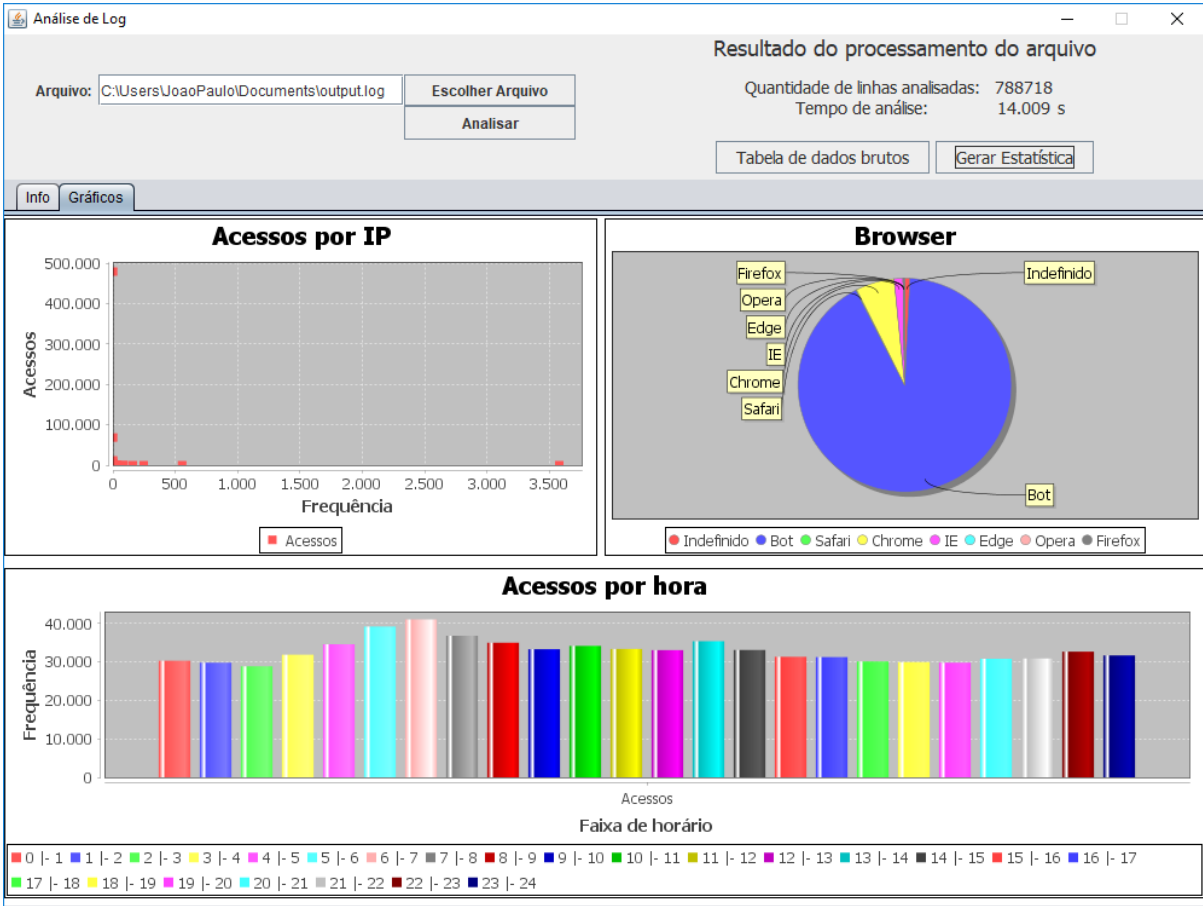 Análise de Log
Resultado do processamento do arquivo
Arquivo: C:\Users\JoaoPaulo\Documents\output.log Escolher Arquivo
Analisar
Quantidade de linhas analisadas: 788718
Tempo de análise: 14.009 s
Tabela de dados brutos Gerar Estatística
Info Gráficos
Acessos por IP
500.000
400.000
300.000
200.000
100.000
0
Acessos
0 500 1.000 1.500 2.000 2.500 3.000 3.500
Frequência
Acessos
Browser
Firefox Indefinido
Opera
Edge
IE
Chrome
Safari
Bot
Indefinido Bot Safari Chrome IE Edge Opera Firefox
Acessos por hora
40.000
30.000
20.000
10.000
0
Frequência
Acessos
Faixa de horário
0 |- 1 1 |- 2 2 |- 3 3 |- 4 4 |- 5 5 |- 6 6 |- 7 7 |- 8 8 |- 9 9 |- 10 10 |- 11 11 |- 12 12 |- 13 13 |- 14 14 |- 15 15 |- 16 16 |- 17
17 |- 18 18 |- 19 19 |- 20 20 |- 21 21 |- 22 22 |- 23 23 |- 24